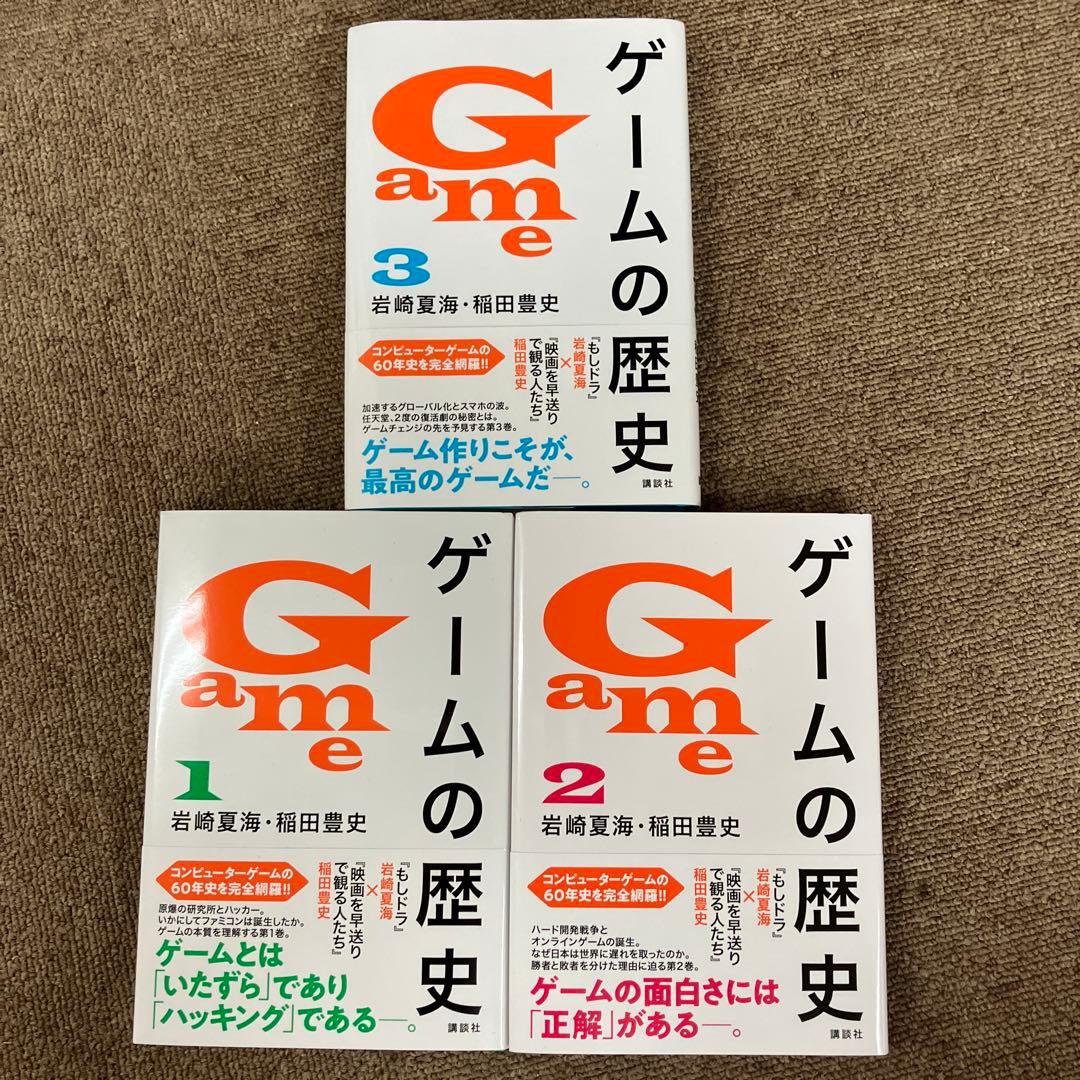 ゲームの歴史
Game
3
岩崎夏海・稲田豊史
コンピューターゲームの
60年史を完全網羅!!
『もしドラ』
岩崎夏海
×
『映画を早送り
で観る人たち』
稲田豊史
加速するグローバル化とスマホの波。
任天堂、2度の復活劇の秘密とは。
ゲームチェンジの先を予見する第3巻。
ゲーム作りこそが、
最高のゲームだ―。
講談社
ゲームの歴史
Game
1
岩崎夏海・稲田豊史
コンピューターゲームの
60年史を完全網羅!!
『もしドラ』
岩崎夏海
×
『映画を早送り
で観る人たち』
稲田豊史
原爆の研究所とハッカー。
いかにしてファミコンは誕生したか。
ゲームの本質を理解する第1巻。
ゲームとは
「いたずら」であり
「ハッキング」である―。
講談社
ゲームの歴史
Game
2
岩崎夏海・稲田豊史
コンピューターゲームの
60年史を完全網羅!!
『もしドラ』
岩崎夏海
×
『映画を早送り
で観る人たち』
稲田豊史
ハード開発戦争と
オンラインゲームの誕生。
なぜ日本は世界に遅れを取ったのか。
勝者と敗者を分けた理由に迫る第2巻。
ゲームの面白さには
「正解」がある―。
講談社